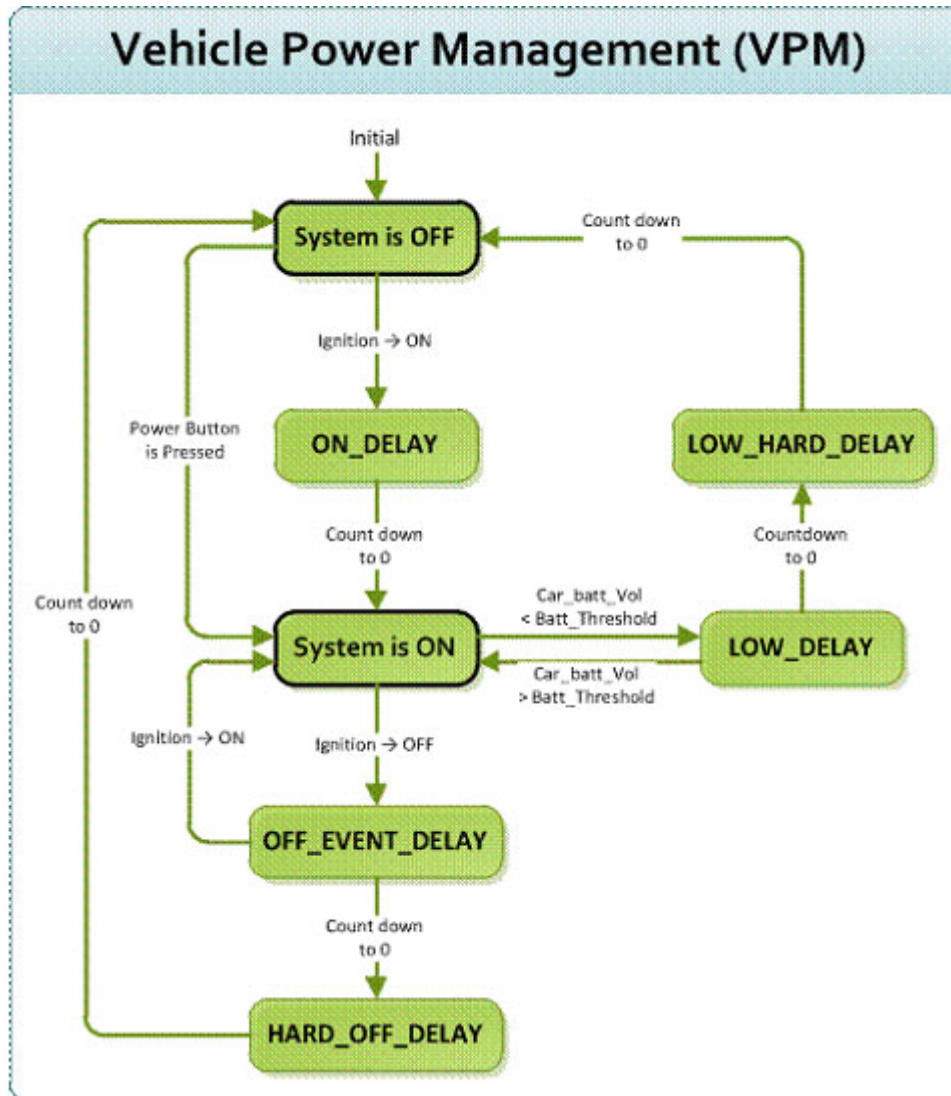 Vehicle Power Management (VPM)
Initial
System is OFF
Count down
to 0
Ignition → ON
Power Button
is Pressed
ON_DELAY
LOW_HARD_DELAY
Count down
to 0
Countdown
to 0
Count down
to 0
Car_batt_Vol
< Batt_Threshold
System is ON
LOW_DELAY
Car_batt_Vol
> Batt_Threshold
Ignition → ON
Ignition → OFF
OFF_EVENT_DELAY
Count down
to 0
HARD_OFF_DELAY